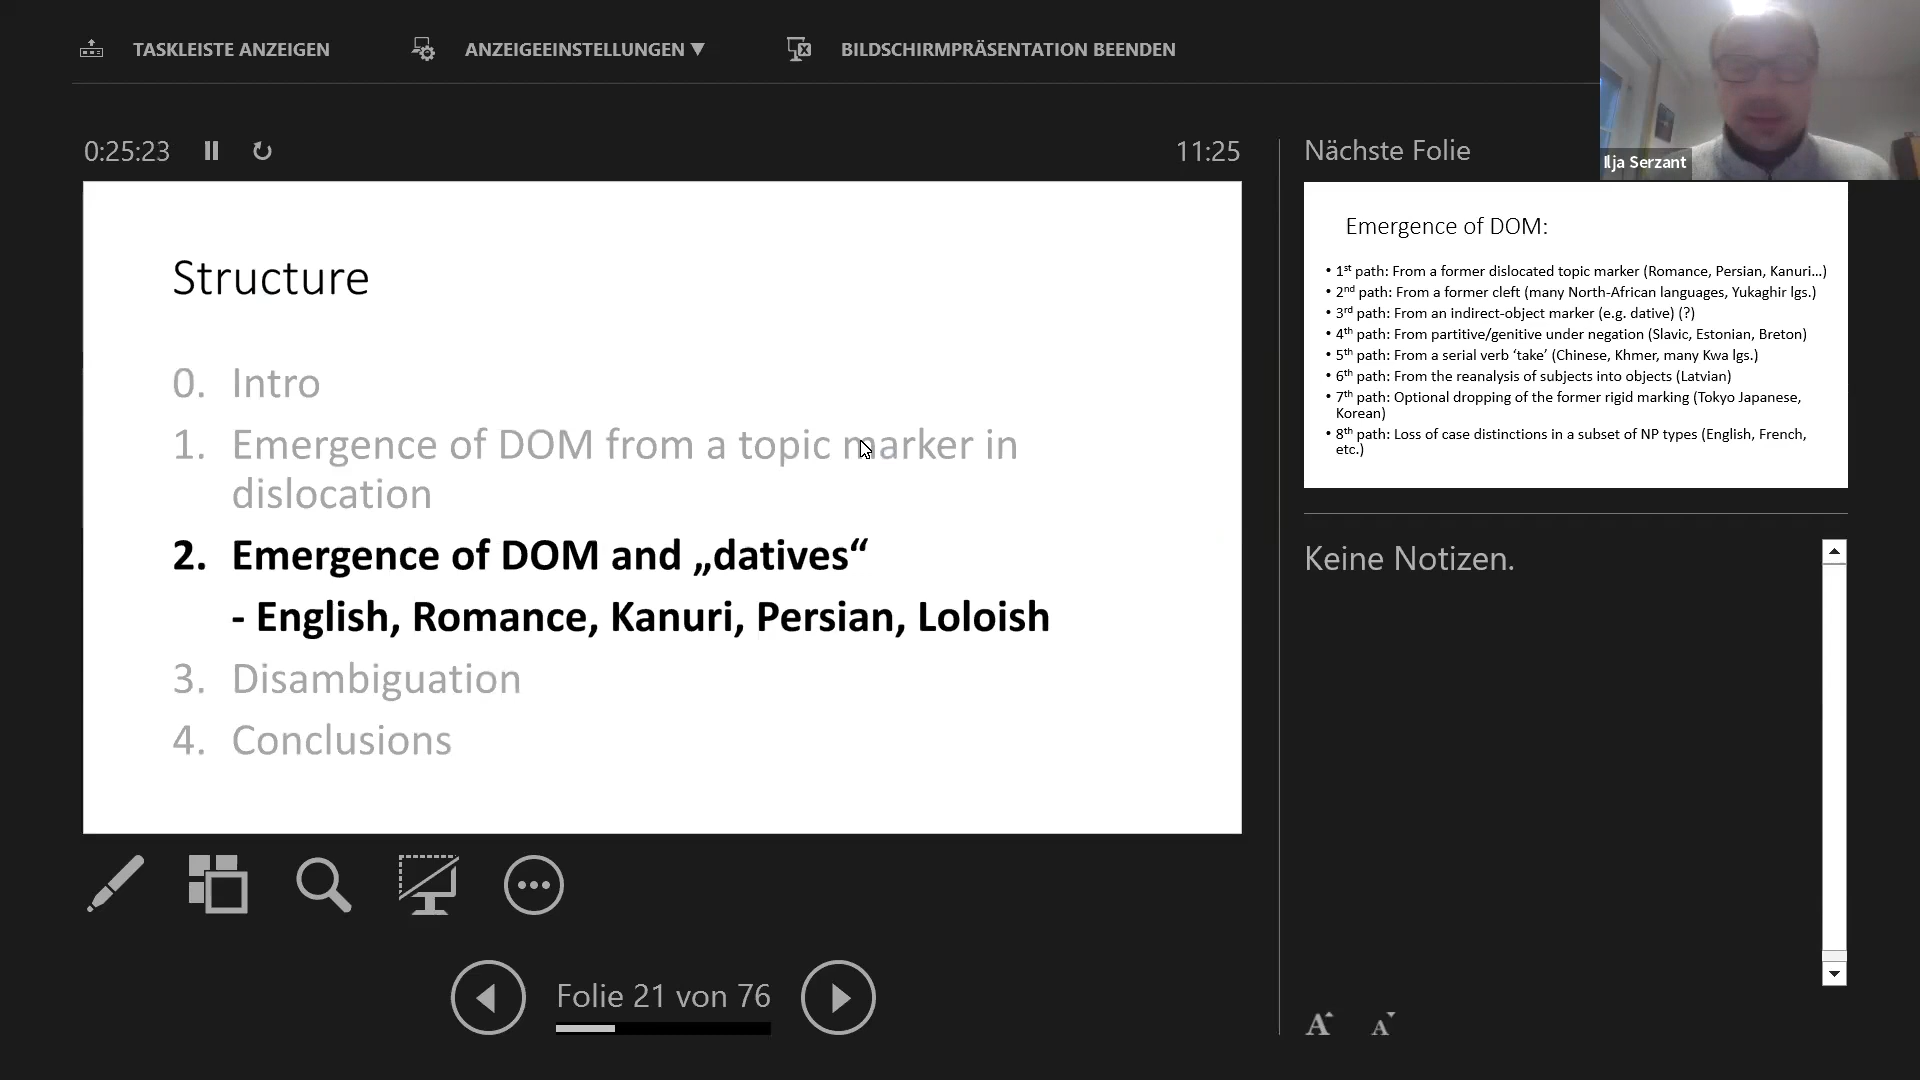 TASKLEISTE ANZEIGEN
ANZEIGEEINSTELLUNGEN ▼
BILDSCHIRMPRÄSENTATION BEENDEN
Ilja Serzant
0:25:23
11:25
Nächste Folie
Structure
0. Intro
1. Emergence of DOM from a topic marker in
dislocation
2. Emergence of DOM and „datives“
- English, Romance, Kanuri, Persian, Loloish
3. Disambiguation
4. Conclusions
Emergence of DOM:
• 1st path: From a former dislocated topic marker (Romance, Persian, Kanuri...)
• 2nd path: From a former cleft (many North-African languages, Yukaghir lgs.)
• 3rd path: From an indirect-object marker (e.g. dative) (?)
• 4th path: From partitive/genitive under negation (Slavic, Estonian, Breton)
• 5th path: From a serial verb ‘take’ (Chinese, Khmer, many Kwa lgs.)
• 6th path: From the reanalysis of subjects into objects (Latvian)
• 7th path: Optional dropping of the former rigid marking (Tokyo Japanese,
Korean)
• 8th path: Loss of case distinctions in a subset of NP types (English, French,
etc.)
Keine Notizen.
Folie 21 von 76
A A